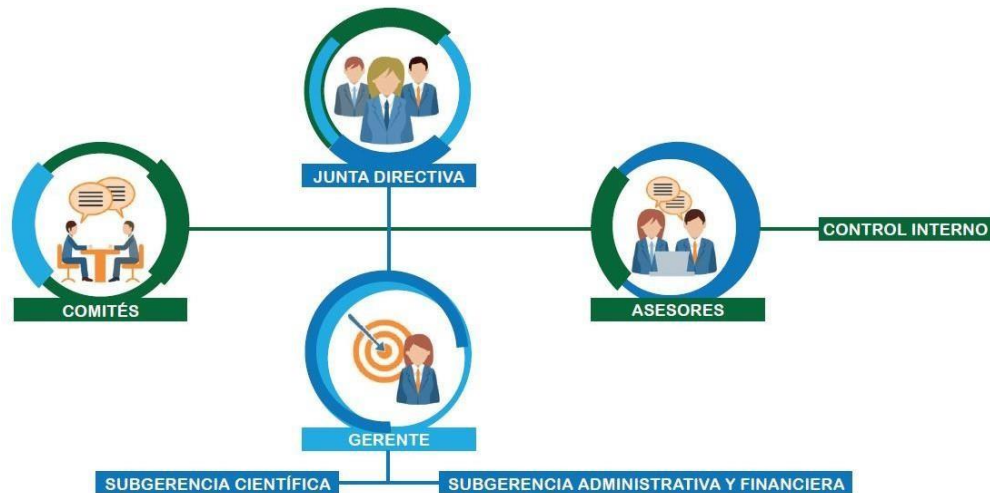 JUNTA DIRECTIVA
CONTROL INTERNO
COMITÉS
ASESORES
GERENTE
SUBGERENCIA CIENTÍFICA
SUBGERENCIA ADMINISTRATIVA Y FINANCIERA